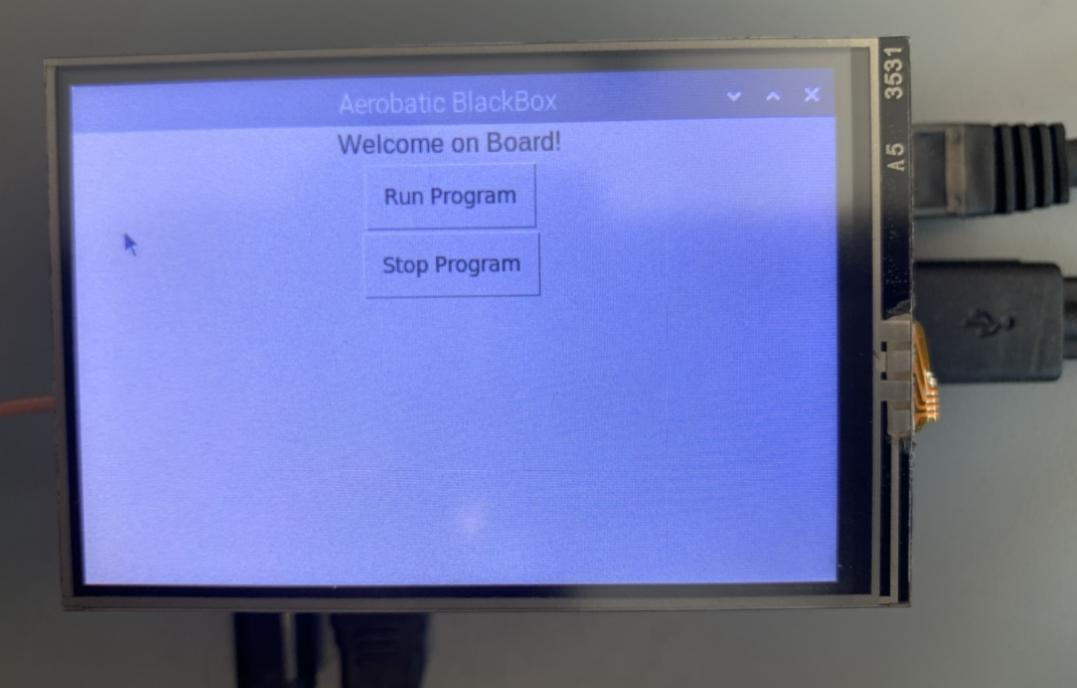 Aerobatic BlackBox
Welcome on Board!
Run Program
Stop Program
A5 3531